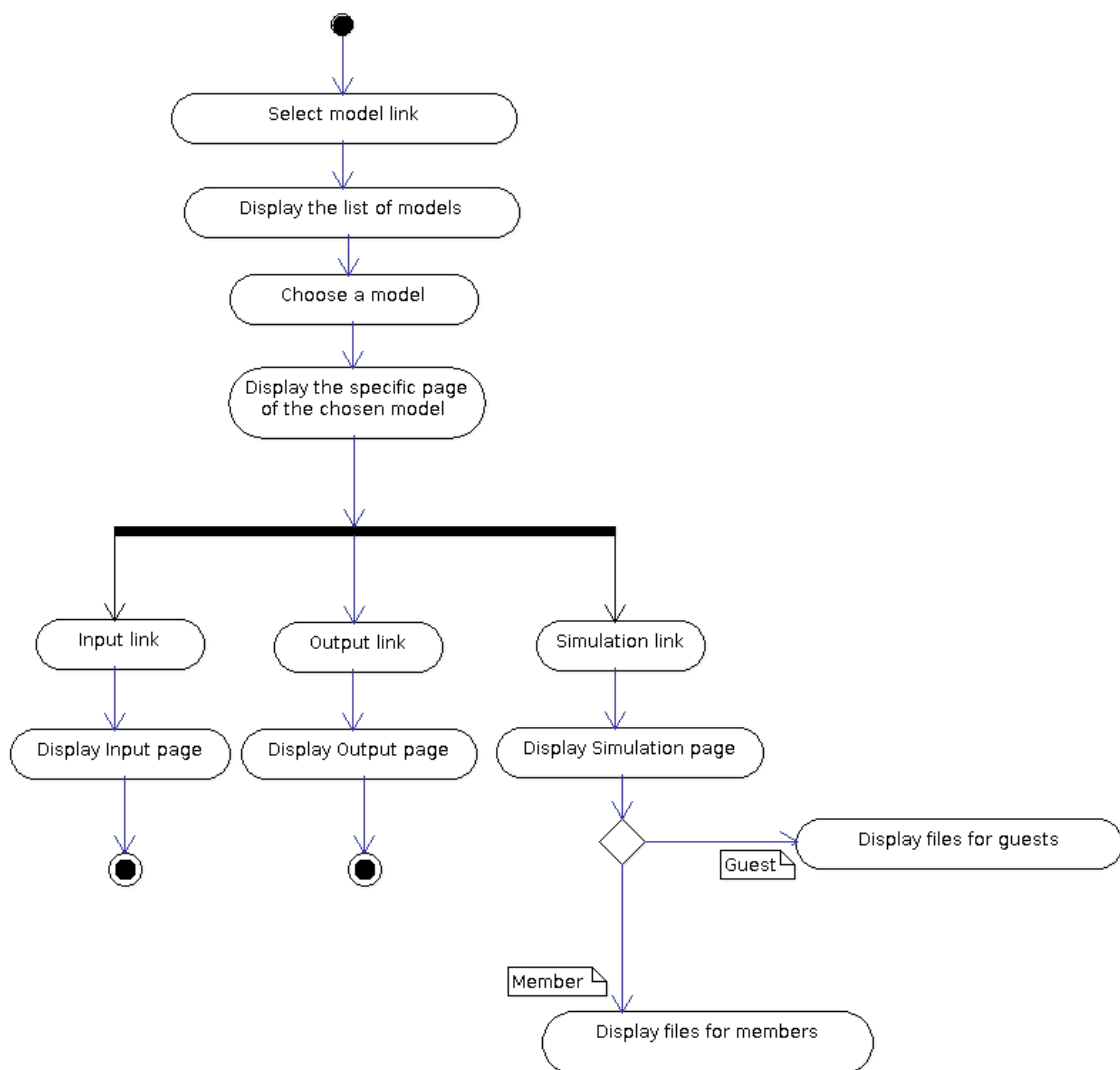 Select model link
Display the list of models
Choose a model
Display the specific page
of the chosen model
Input link
Output link
Simulation link
Display Input page
Display Output page
Display Simulation page
Display files for guests
Guest
Member
Display files for members